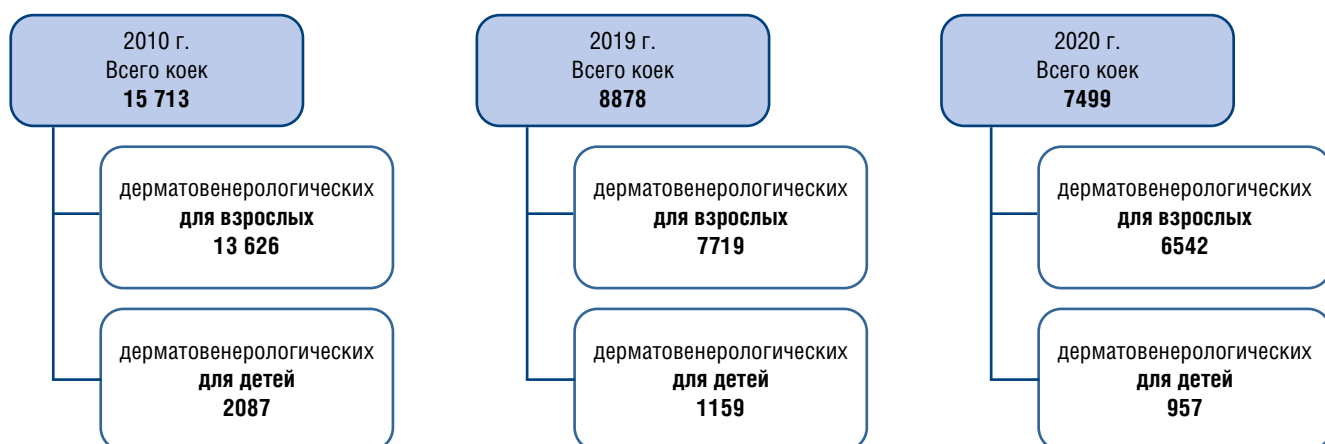 2010 г.
Всего коек
15 713
дерматовенерологических
для взрослых
13 626
дерматовенерологических
для детей
2087
2019 г.
Всего коек
8878
дерматовенерологических
для взрослых
7719
дерматовенерологических
для детей
1159
2020 г.
Всего коек
7499
дерматовенерологических
для взрослых
6542
дерматовенерологических
для детей
957